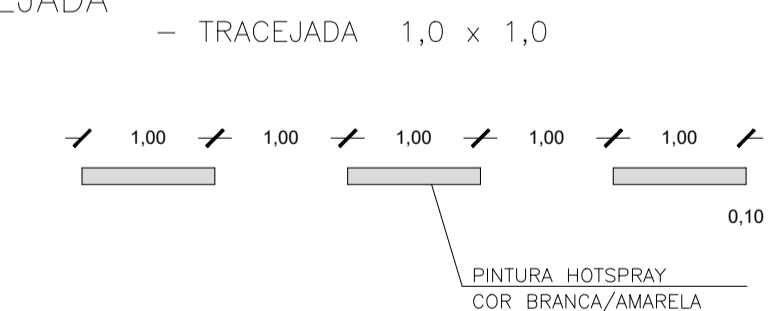 – TRACEJADA 1,0 x 1,0
1,00 1,00 1,00 1,00 1,00
0,10
PINTURA HOTSPRAY
COR BRANCA/AMARELA